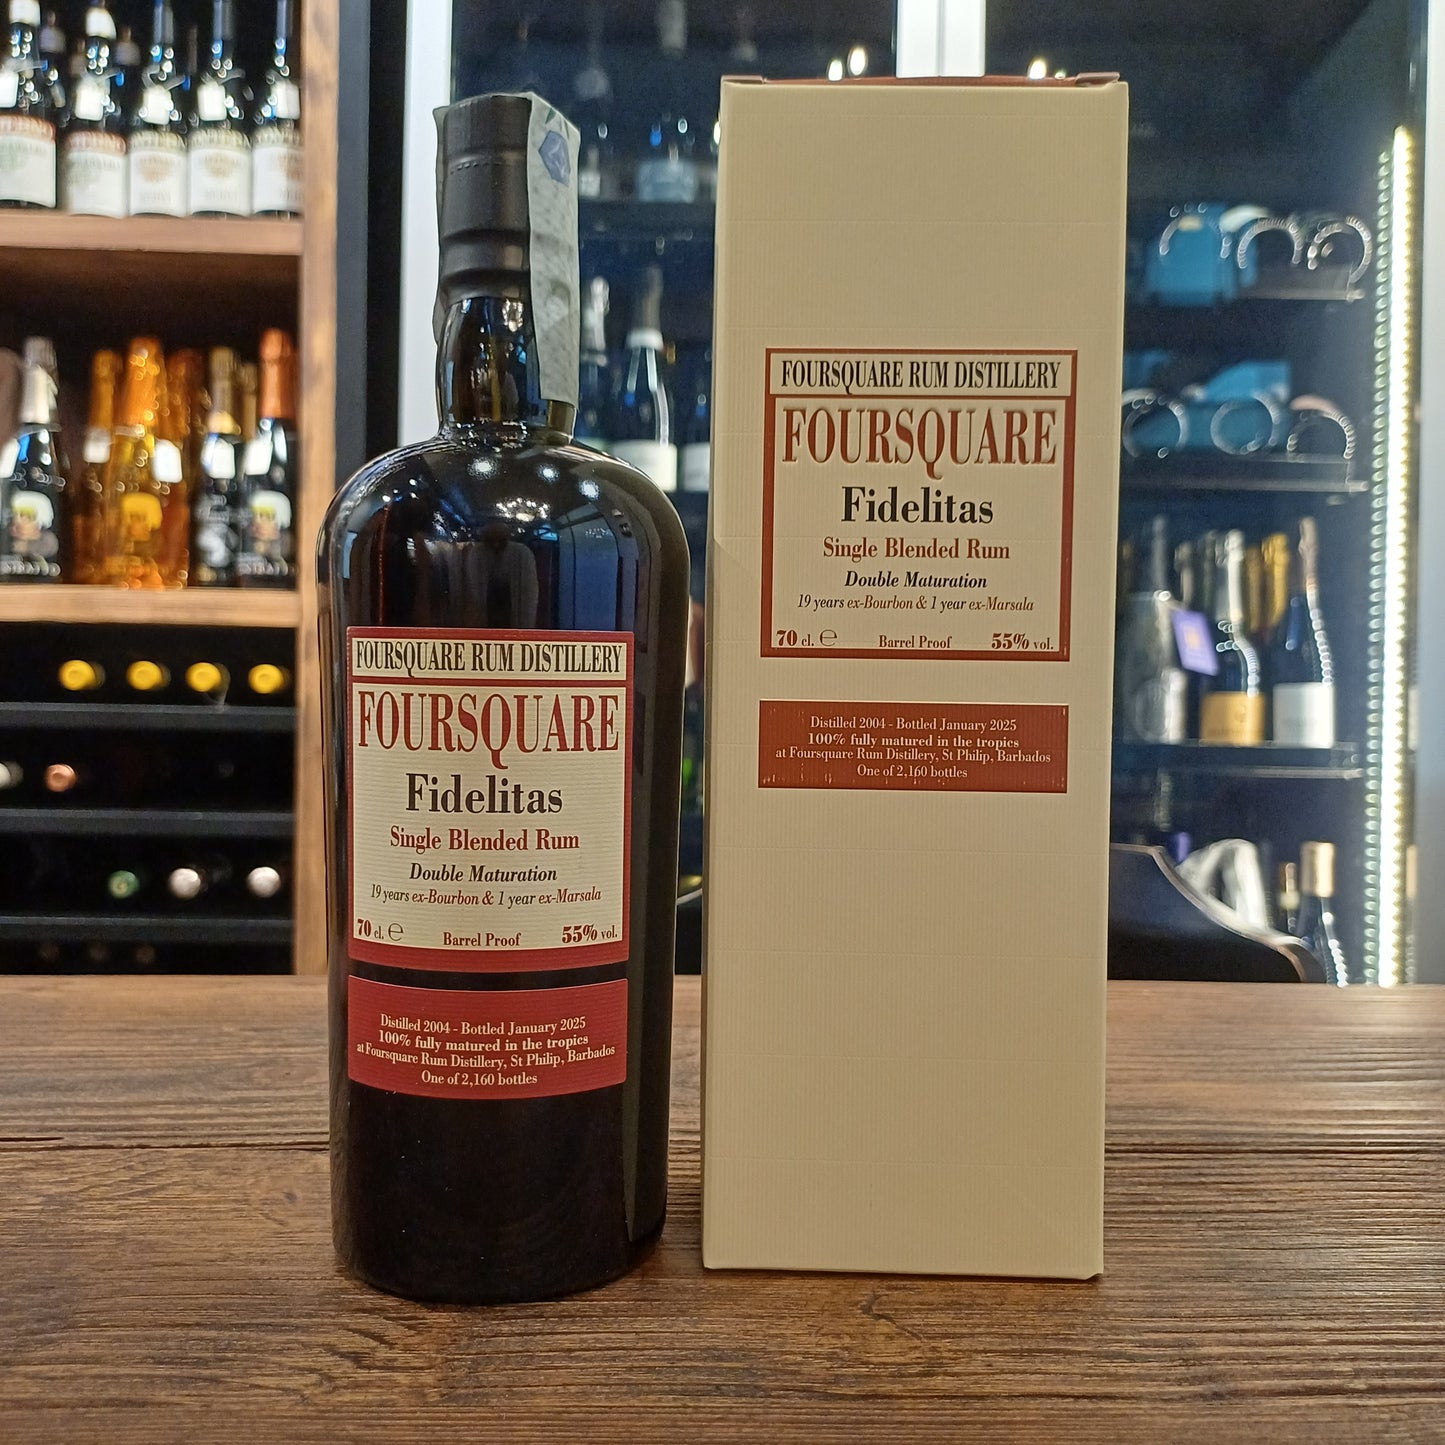 FOURSQUARE RUM DISTILLERY
FOURSQUARE
Fidelitas
Single Blended Rum
Double Maturation
19 years ex-Bourbon & 1 year ex-Marsala
70 cl. ℮ Barrel Proof 55% vol.
Distilled 2004 - Bottled January 2025
100% fully matured in the tropics
at Foursquare Rum Distillery, St Philip, Barbados
One of 2,160 bottles
FOURSQUARE RUM DISTILLERY
FOURSQUARE
Fidelitas
Single Blended Rum
Double Maturation
19 years ex-Bourbon & 1 year ex-Marsala
70 cl. ℮ Barrel Proof 55% vol.
Distilled 2004 - Bottled January 2025
100% fully matured in the tropics
at Foursquare Rum Distillery, St Philip, Barbados
One of 2,160 bottles